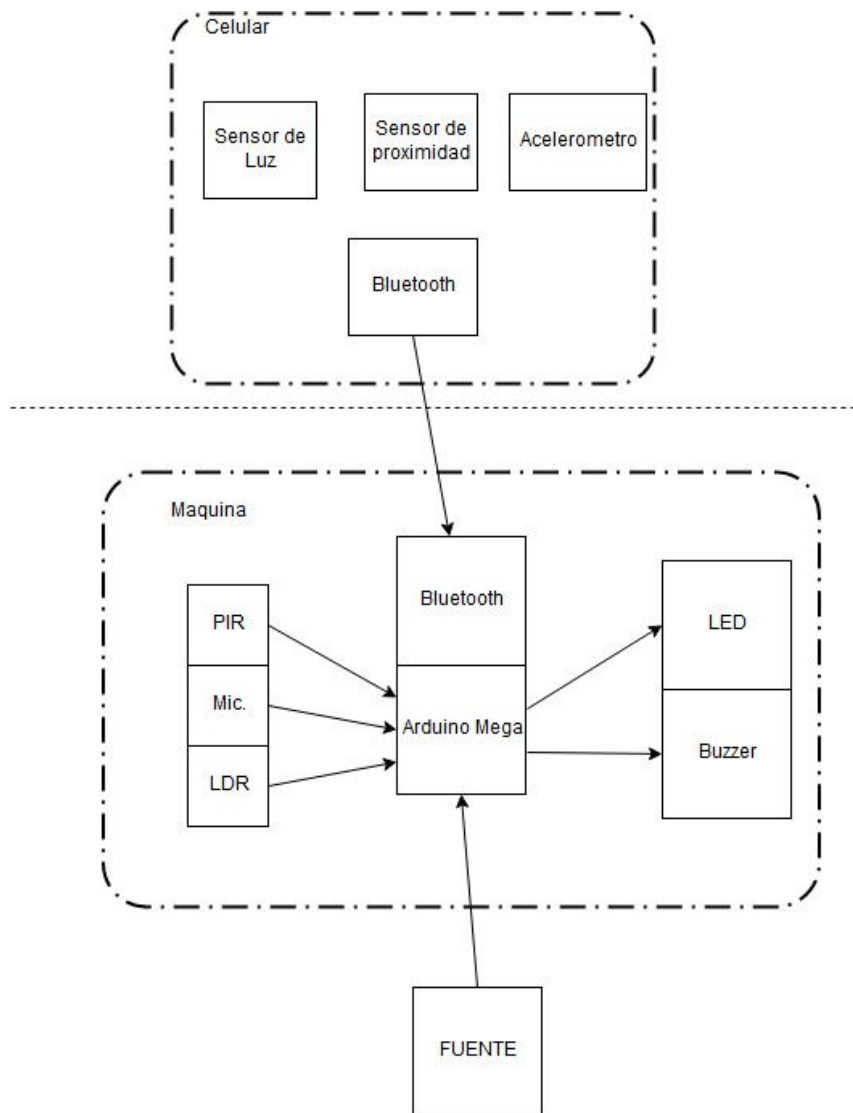 Celular
Sensor de
Luz
Sensor de
proximidad
Acelerometro
Bluetooth
Maquina
PIR
Mic.
LDR
Bluetooth
Arduino Mega
LED
Buzzer
FUENTE